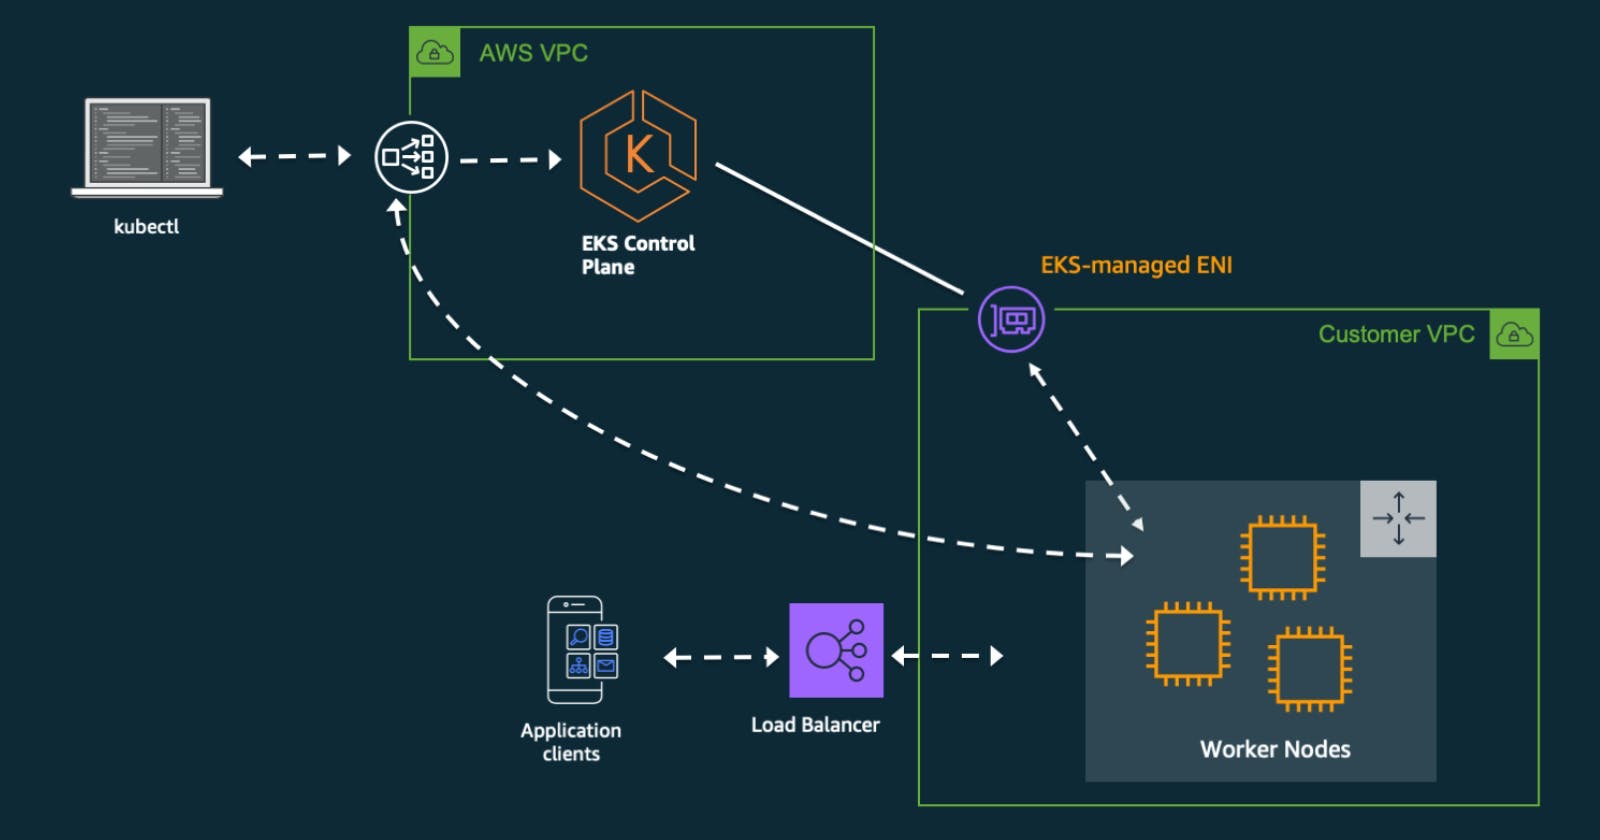 AWS VPC
K
kubectl
EKS Control
Plane
EKS-managed ENI
Customer VPC
Application
clients
Load Balancer
Worker Nodes